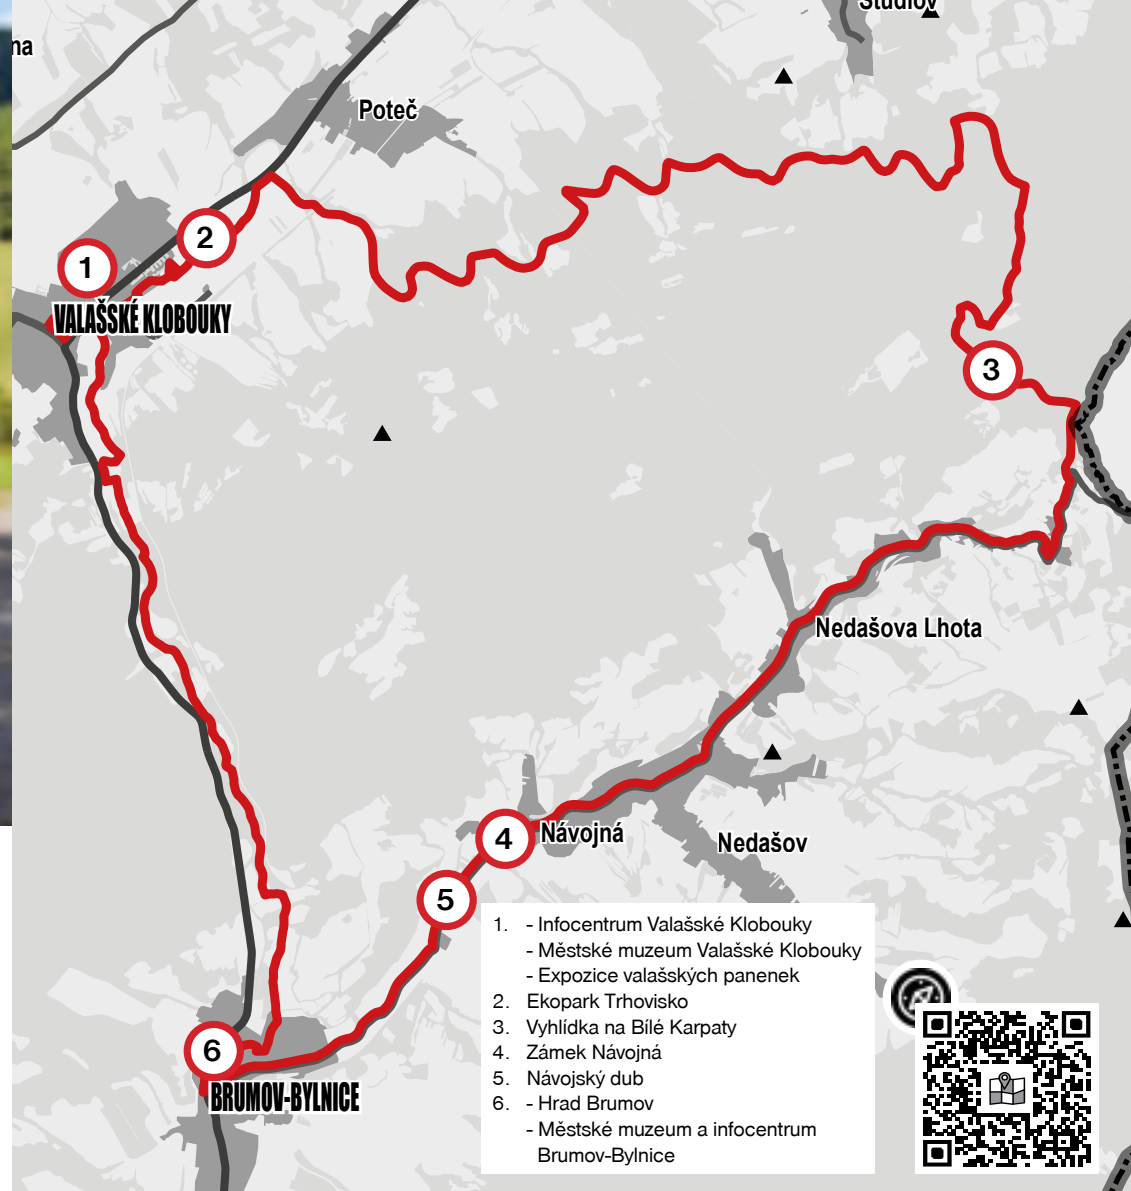 Poteč
1
2
VALAŠSKÉ KLOBOUKY
3
Nedašova Lhota
4
Návojná
Nedašov
5
6
BRUMOV-BYLNICE
1. - Infocentrum Valašské Klobouky
- Městské muzeum Valašské Klobouky
- Expozice valašských panenek
2. Ekopark Trhovisko
3. Vyhlídka na Bílé Karpaty
4. Zámek Návojná
5. Návojský dub
6. - Hrad Brumov
- Městské muzeum a infocentrum
Brumov-Bylnice